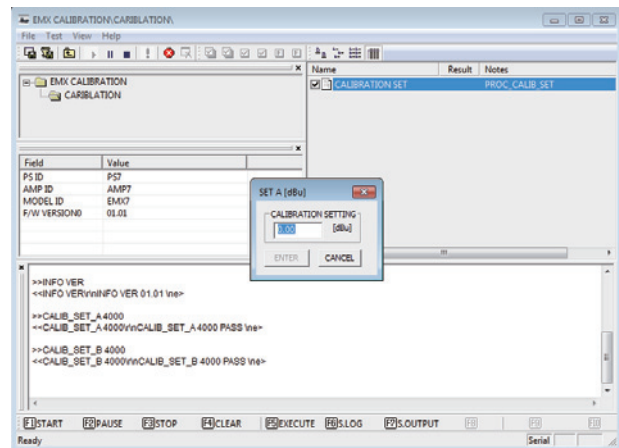 EMX CALIBRATION\CARIBLATION\
File Test View Help
Name Result Notes
EMX CALIBRATION
CARIBLATION
CALIBRATION SET PROC_CALIB_SET
Field Value
PS ID PS7
AMP ID AMP7
MODEL ID EMX7
F/W VERSION0 01.01
SET A [dBu]
CALIBRATION SETTING
0.00 [dBu]
ENTER CANCEL
>>INFO VER
<<INFO VER\r\nINFO VER 01.01 \ne>
>>CALIB_SET_A 4000
<<CALIB_SET_A 4000\r\nCALIB_SET_A 4000 PASS \ne>
>>CALIB_SET_B 4000
<<CALIB_SET_B 4000\r\nCALIB_SET_B 4000 PASS \ne>
F1 START F2 PAUSE F3 STOP F4 CLEAR F5 EXECUTE F6 S.LOG F7 S.OUTPUT F8 F9 F10
Ready Serial